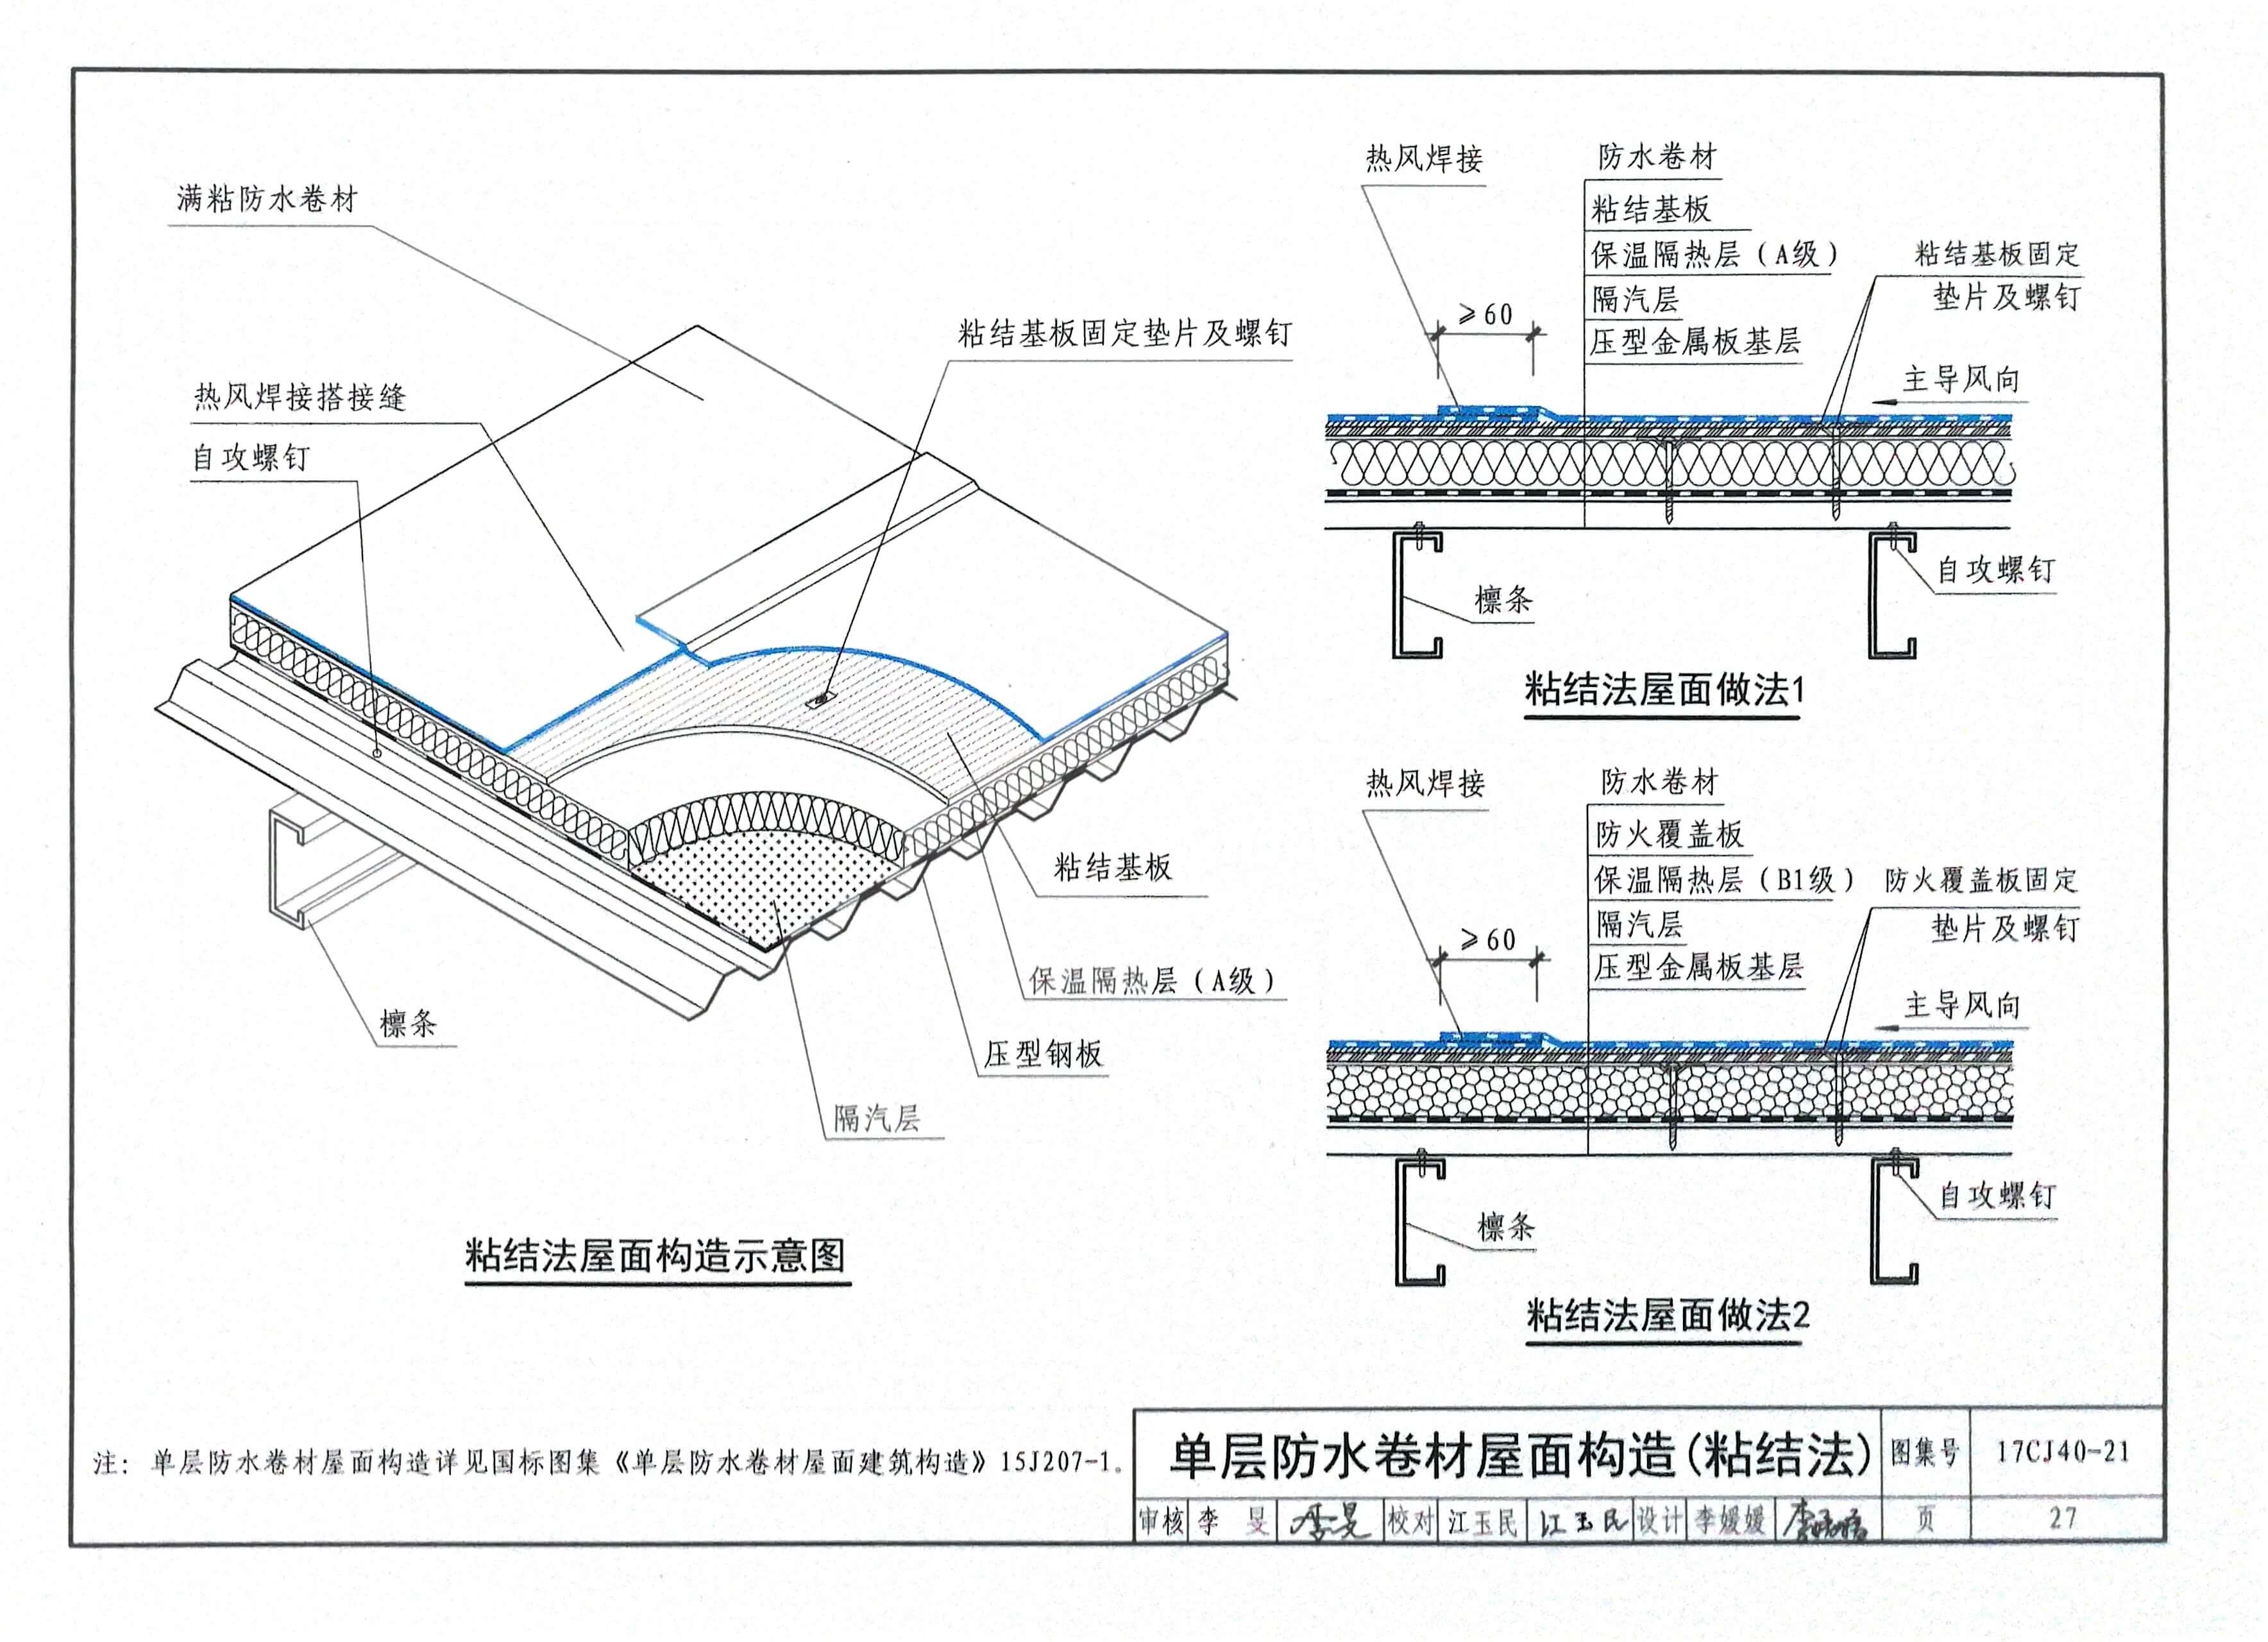 满粘防水卷材
热风焊接搭接缝
自攻螺钉
粘结基板固定垫片及螺钉
粘结基板
保温隔热层（A级）
压型钢板
隔汽层
檩条
粘结法屋面构造示意图
热风焊接
防水卷材
粘结基板
保温隔热层（A级）
隔汽层
压型金属板基层
粘结基板固定
垫片及螺钉
≥60
主导风向
自攻螺钉
檩条
粘结法屋面做法1
热风焊接
防水卷材
防火覆盖板
保温隔热层（B1级）
隔汽层
压型金属板基层
防火覆盖板固定
垫片及螺钉
≥60
主导风向
自攻螺钉
檩条
粘结法屋面做法2
注：单层防水卷材屋面构造详见国标图集《单层防水卷材屋面建筑构造》15J207-1。
单层防水卷材屋面构造(粘结法) 图集号 17CJ40-21
审核 李旻 李旻 校对 江玉民 江玉民 设计 李媛媛 页 27